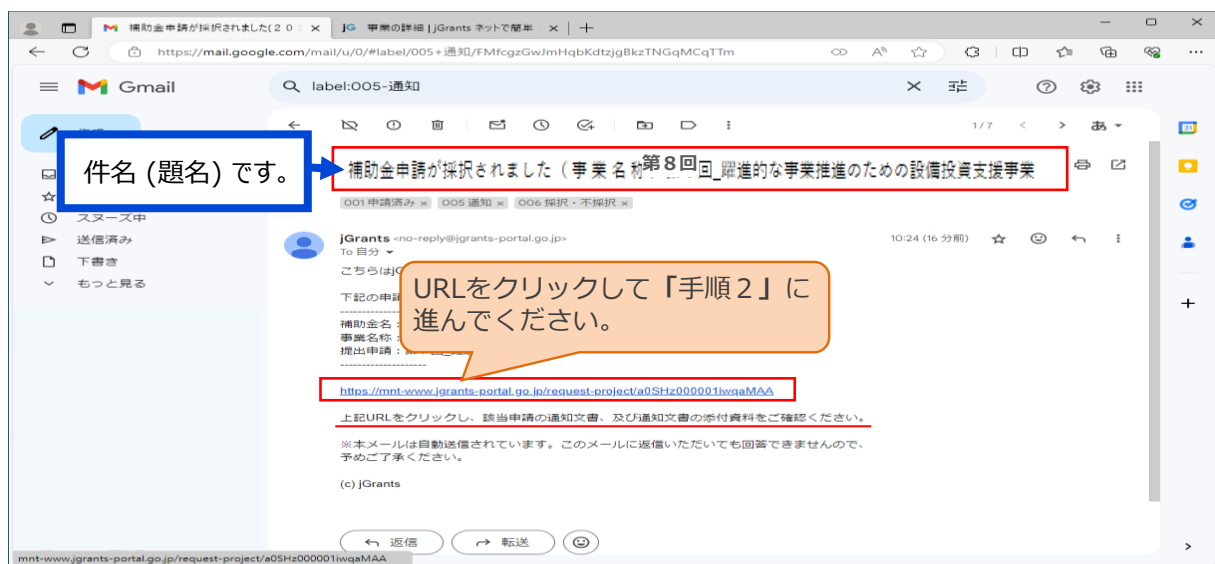 補助金申請が採択されました(２０
事業の詳細 | jGrants ネットで簡単
https://mail.google.com/mail/u/0/#label/005+通知/FMfcgzGwJmHqbKdtzjgBkzTNGqMCqTTm
Gmail
label:005-通知
1/7
あ
件名 (題名) です。
補助金申請が採択されました（事業名称
第８回
回_躍進的な事業推進のための設備投資支援事業
001 申請済み × 005 通知 × 006 採択・不採択 ×
スヌーズ中
送信済み
下書き
もっと見る
jGrants <no-reply@jgrants-portal.go.jp>
10:24 (16 分前)
To 自分
こちらはjG
下記の申請
--------------------
補助金名：
事業名称：
提出申請：
--------------------
URLをクリックして「手順２」に
進んでください。
https://mnt-www.jgrants-portal.go.jp/request-project/a0SHz000001iwqaMAA
上記URLをクリックし、該当申請の通知文書、及び通知文書の添付資料をご確認ください。
※本メールは自動送信されています。このメールに返信いただいても回答できませんので、
予めご了承ください。
(c) jGrants
返信
転送
mnt-www.jgrants-portal.go.jp/request-project/a0SHz000001iwqaMAA